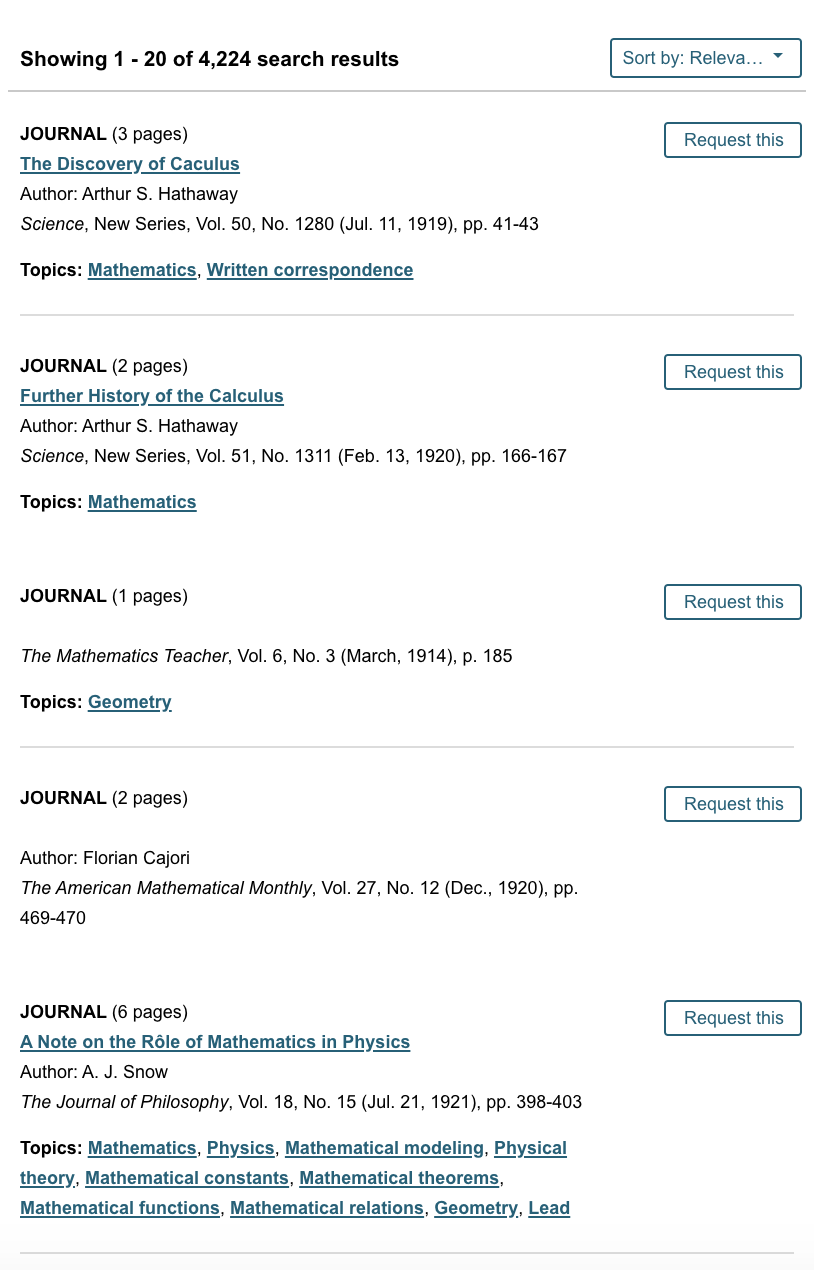 Showing 1 - 20 of 4,224 search results
Sort by: Releva...
JOURNAL (3 pages)
Request this
The Discovery of Caculus
Author: Arthur S. Hathaway
Science, New Series, Vol. 50, No. 1280 (Jul. 11, 1919), pp. 41-43
Topics: Mathematics, Written correspondence
JOURNAL (2 pages)
Request this
Further History of the Calculus
Author: Arthur S. Hathaway
Science, New Series, Vol. 51, No. 1311 (Feb. 13, 1920), pp. 166-167
Topics: Mathematics
JOURNAL (1 pages)
Request this
The Mathematics Teacher, Vol. 6, No. 3 (March, 1914), p. 185
Topics: Geometry
JOURNAL (2 pages)
Request this
Author: Florian Cajori
The American Mathematical Monthly, Vol. 27, No. 12 (Dec., 1920), pp.
469-470
JOURNAL (6 pages)
Request this
A Note on the Rôle of Mathematics in Physics
Author: A. J. Snow
The Journal of Philosophy, Vol. 18, No. 15 (Jul. 21, 1921), pp. 398-403
Topics: Mathematics, Physics, Mathematical modeling, Physical
theory, Mathematical constants, Mathematical theorems,
Mathematical functions, Mathematical relations, Geometry, Lead